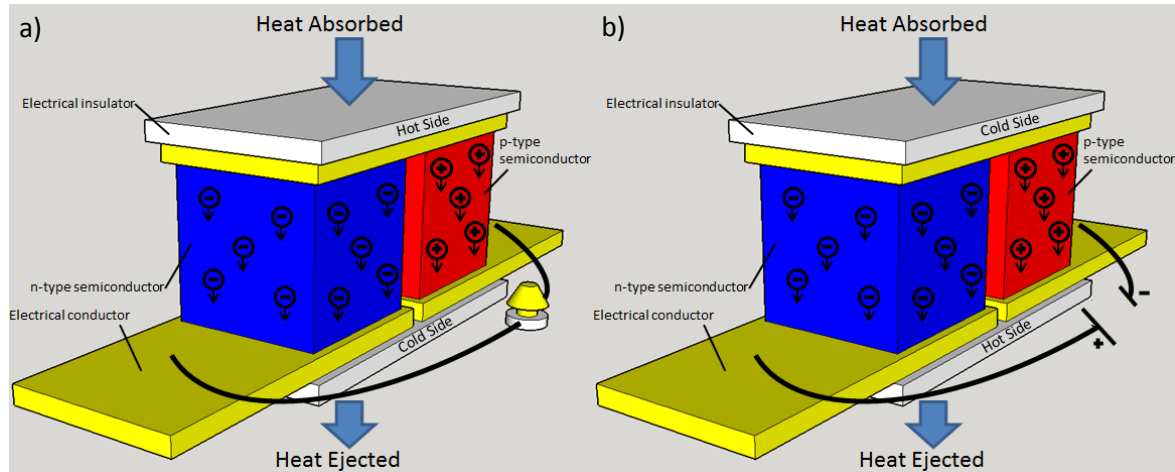 a)
Heat Absorbed
Electrical insulator
Hot Side
p-type
semiconductor
n-type semiconductor
Electrical conductor
Cold Side
Heat Ejected
b)
Heat Absorbed
Electrical insulator
Cold Side
p-type
semiconductor
n-type semiconductor
Electrical conductor
-
+
Hot Side
Heat Ejected